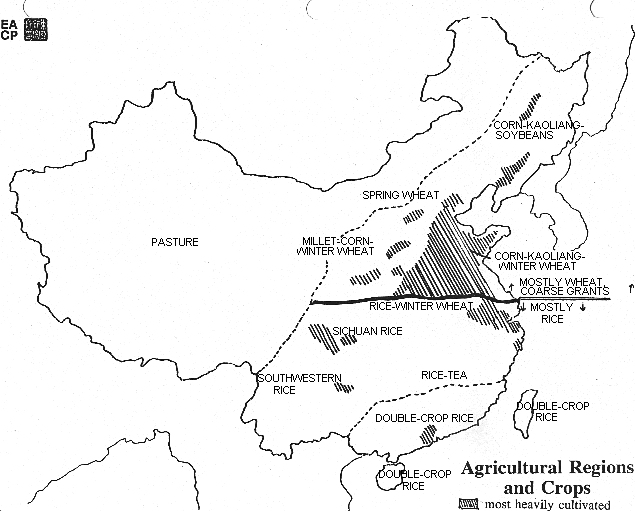 EA
CP
CORN-KAOLIANG-
SOYBEANS
SPRING WHEAT
PASTURE
MILLET-CORN-
WINTER WHEAT
CORN-KAOLIANG-
WINTER WHEAT
MOSTLY WHEAT
COARSE GRANTS
RICE-WINTER WHEAT
MOSTLY
RICE
SICHUAN RICE
SOUTHWESTERN
RICE
RICE-TEA
DOUBLE-CROP RICE
DOUBLE-CROP
RICE
DOUBLE-CROP
RICE
Agricultural Regions
and Crops
most heavily cultivated